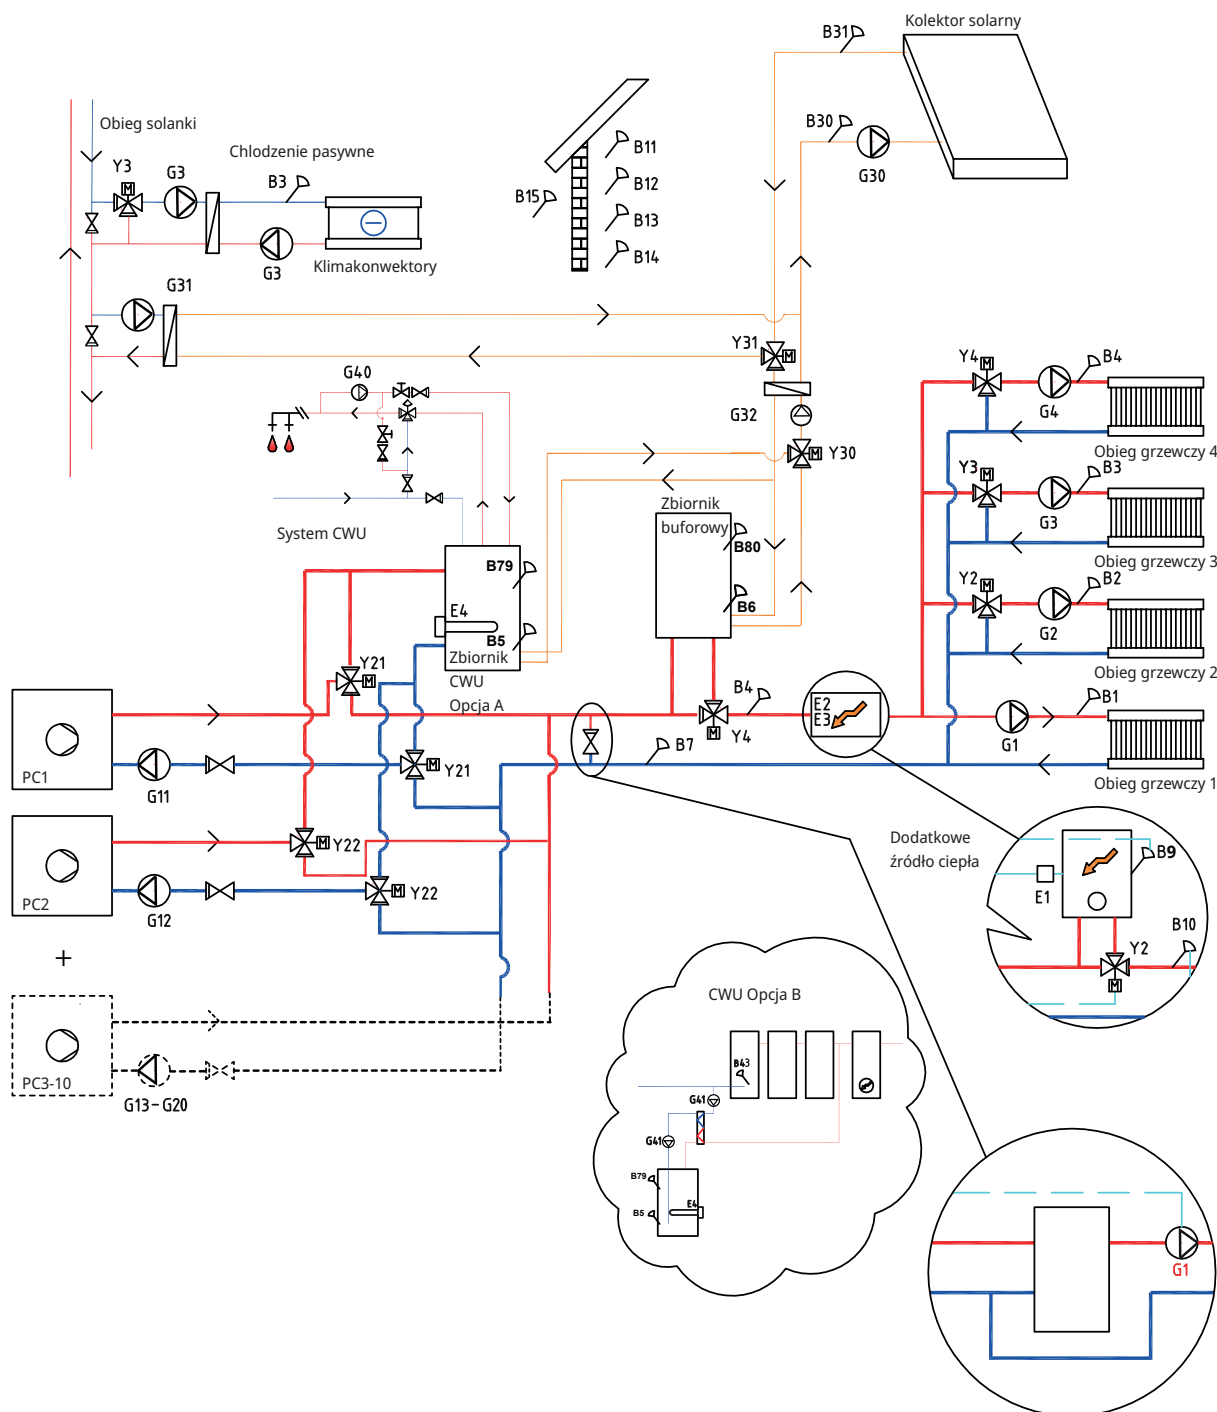 Kolektor solarny
B31
B30
G30
Obieg solanki
Chlodzenie pasywne
Y3
G3
B3
G3
Klimakonwektory
B11
B12
B15
B13
B14
G31
Y31
G32
Y30
G40
System CWU
Zbiornik
buforowy
B80
B6
B79
E4
B5
Zbiornik
CWU
Opcja A
Y4
B4
G4
Obieg grzewczy 4
Y3
B3
G3
Obieg grzewczy 3
Y2
B2
G2
Obieg grzewczy 2
B1
G1
Obieg grzewczy 1
Y21
B4
Y4
E2
E3
B7
PC1
G11
Y21
PC2
G12
Y22
Y22
+
PC3-10
G13-G20
Dodatkowe
źródło ciepła
B9
E1
B10
Y2
CWU Opcja B
B43
G41
G41
B79
B5
E4
G1
M
M
M
M
M
M
M
M
M
M
M
M
M